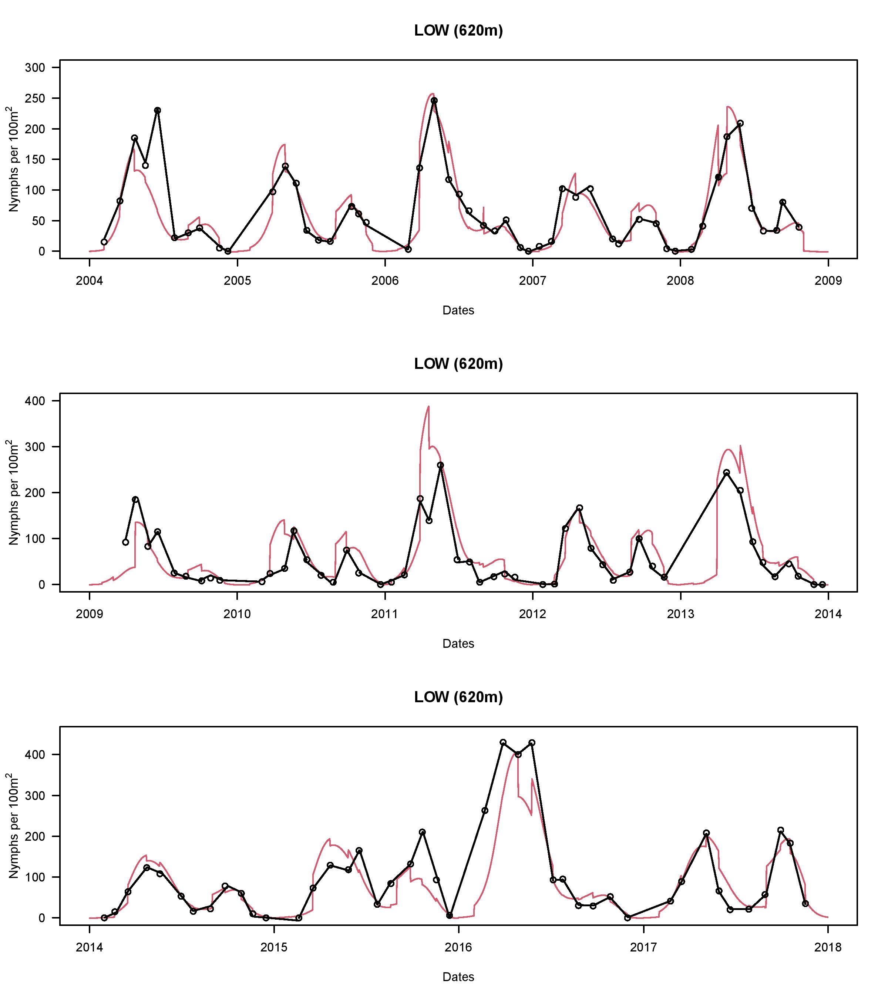 LOW (620m)
Nymphs per 100m²
300
250
200
150
100
50
0
2004 2005 2006 2007 2008 2009
Dates
LOW (620m)
Nymphs per 100m²
400
300
200
100
0
2009 2010 2011 2012 2013 2014
Dates
LOW (620m)
Nymphs per 100m²
400
300
200
100
0
2014 2015 2016 2017 2018
Dates